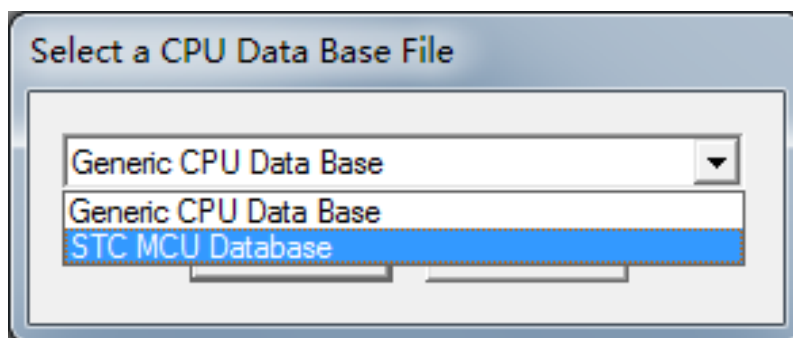 Select a CPU Data Base File
Generic CPU Data Base
Generic CPU Data Base
STC MCU Database